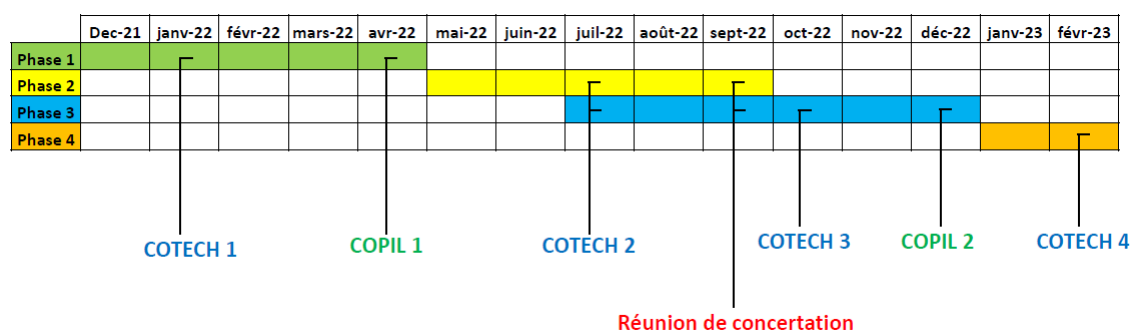 Dec-21 janv-22 févr-22 mars-22 avr-22 mai-22 juin-22 juil-22 août-22 sept-22 oct-22 nov-22 déc-22 janv-23 févr-23
Phase 1
Phase 2
Phase 3
Phase 4
COTECH 1 COPIL 1 COTECH 2 COTECH 3 COPIL 2 COTECH 4
Réunion de concertation